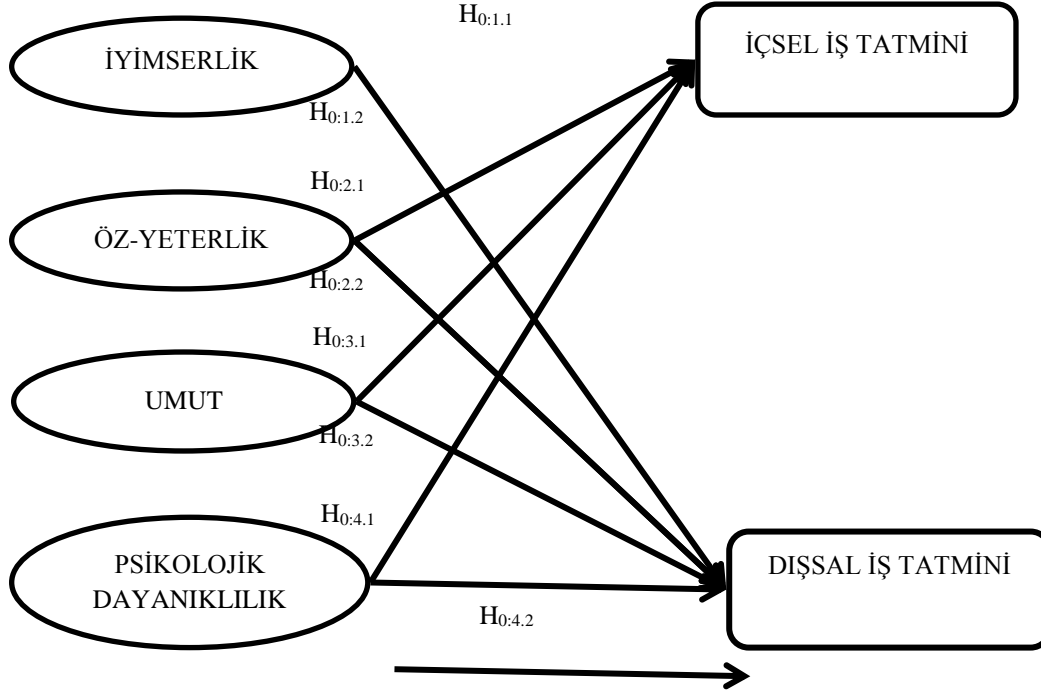 H0:1.1
İYİMSERLİK
İÇSEL İŞ TATMİNİ
H0:1.2
H0:2.1
ÖZ-YETERLİK
H0:2.2
H0:3.1
UMUT
H0:3.2
H0:4.1
PSİKOLOJİK
DAYANIKLILIK
DIŞSAL İŞ TATMİNİ
H0:4.2